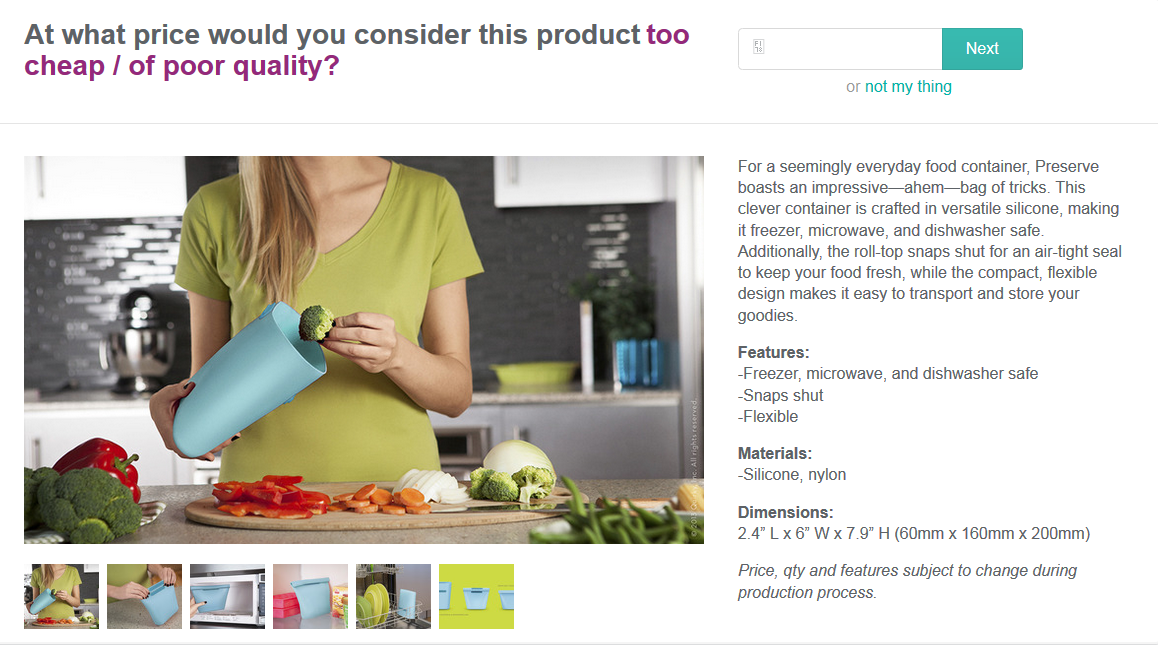 At what price would you consider this product too
cheap / of poor quality?
Next
or not my thing
For a seemingly everyday food container, Preserve
boasts an impressive—ahem—bag of tricks. This
clever container is crafted in versatile silicone, making
it freezer, microwave, and dishwasher safe.
Additionally, the roll-top snaps shut for an air-tight seal
to keep your food fresh, while the compact, flexible
design makes it easy to transport and store your
goodies.
Features:
-Freezer, microwave, and dishwasher safe
-Snaps shut
-Flexible
Materials:
-Silicone, nylon
Dimensions:
2.4” L x 6” W x 7.9” H (60mm x 160mm x 200mm)
Price, qty and features subject to change during
production process.
Inc. All rights reserved.